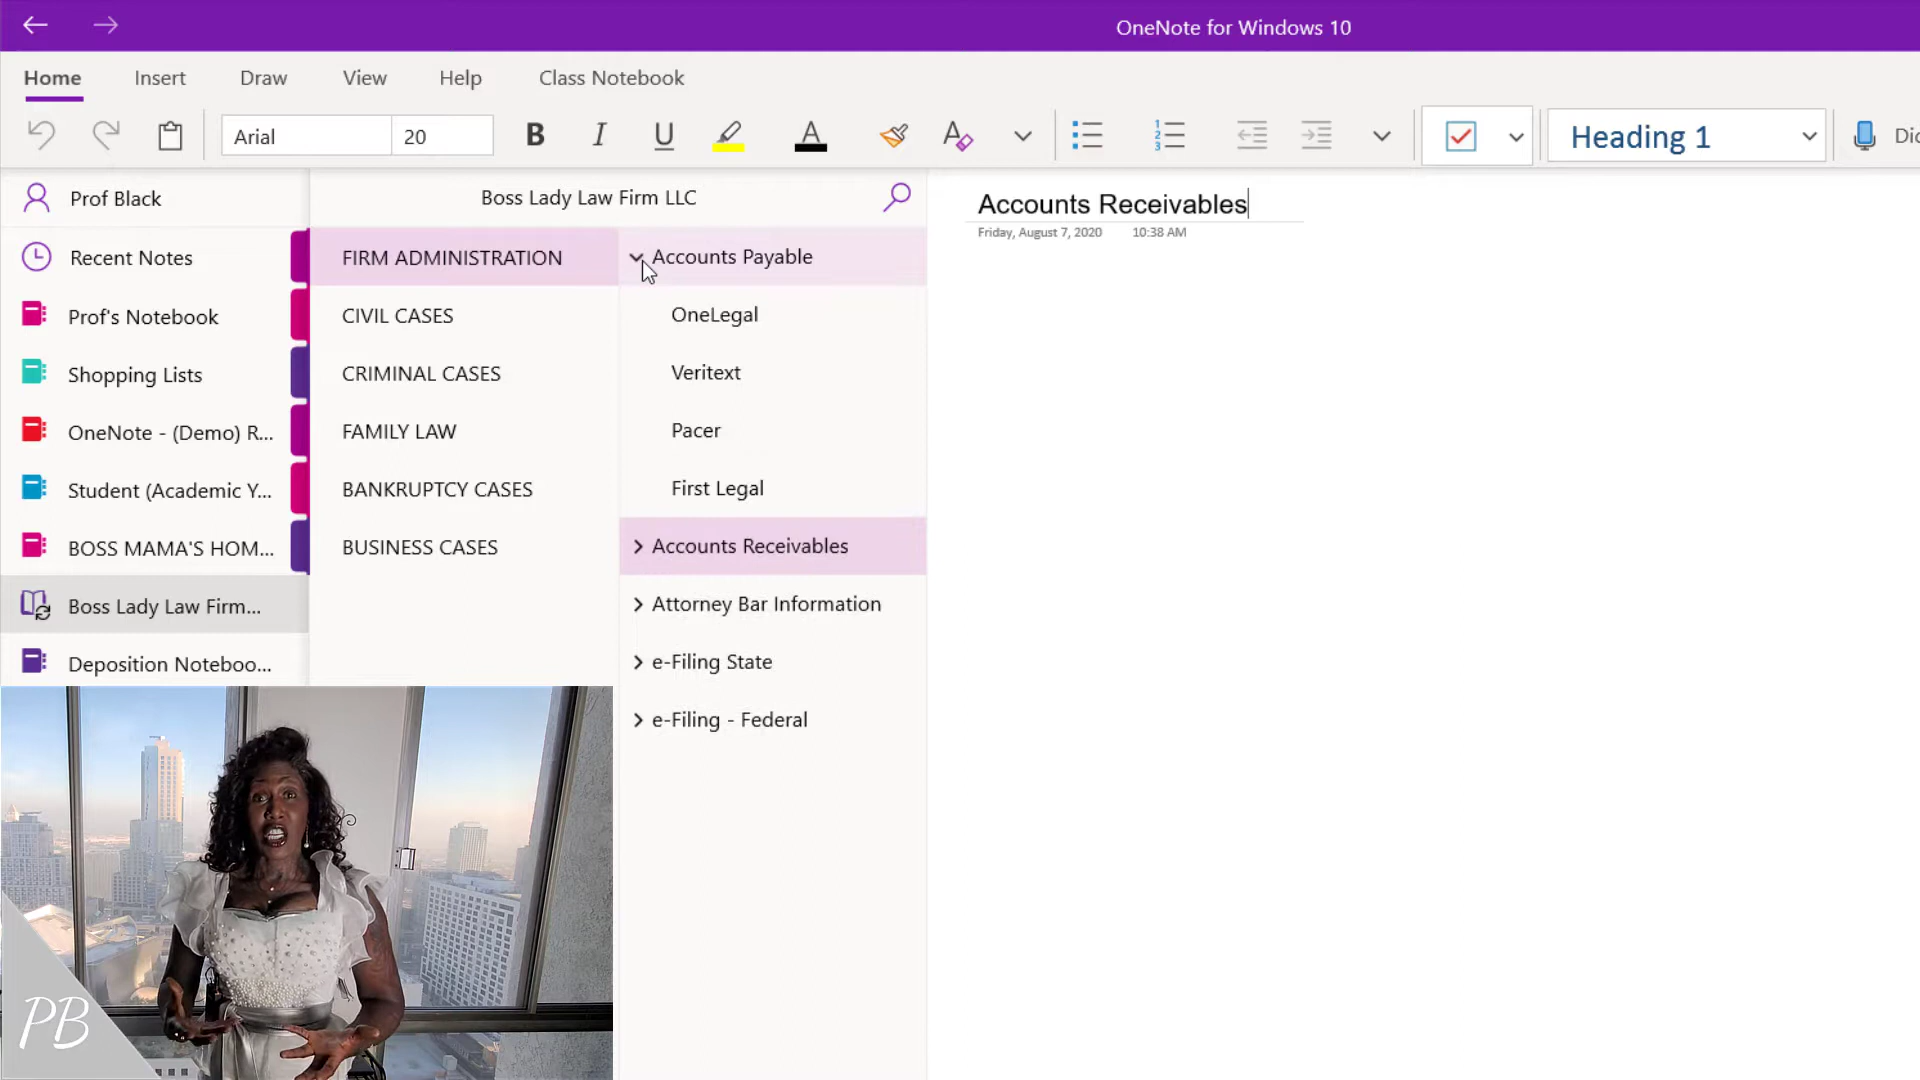 OneNote for Windows 10
Home Insert Draw View Help Class Notebook
Arial 20 B I U A A Heading 1 Dic
Prof Black
Boss Lady Law Firm LLC
Recent Notes
Prof's Notebook
Shopping Lists
OneNote - (Demo) R...
Student (Academic Y...
BOSS MAMA'S HOM...
Boss Lady Law Firm...
Deposition Noteboo...
FIRM ADMINISTRATION
CIVIL CASES
CRIMINAL CASES
FAMILY LAW
BANKRUPTCY CASES
BUSINESS CASES
Accounts Payable
OneLegal
Veritext
Pacer
First Legal
Accounts Receivables
Attorney Bar Information
e-Filing State
e-Filing - Federal
Accounts Receivables
Friday, August 7, 2020 10:38 AM
PB